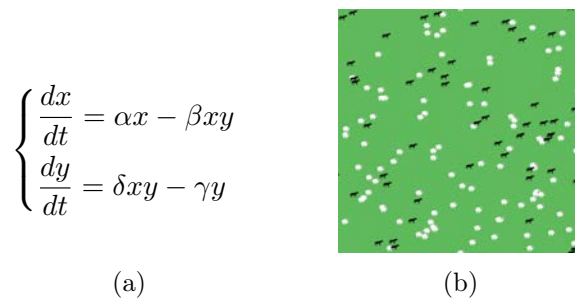 dx/dt = αx − βxy
dy/dt = δxy − γy
(a) (b)